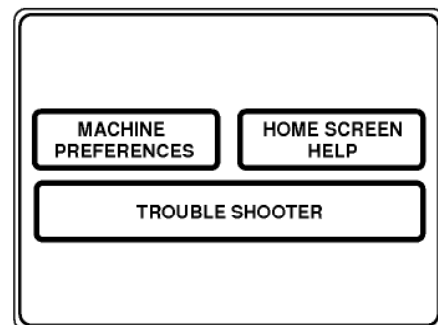 MACHINE
PREFERENCES
HOME SCREEN
HELP
TROUBLE SHOOTER